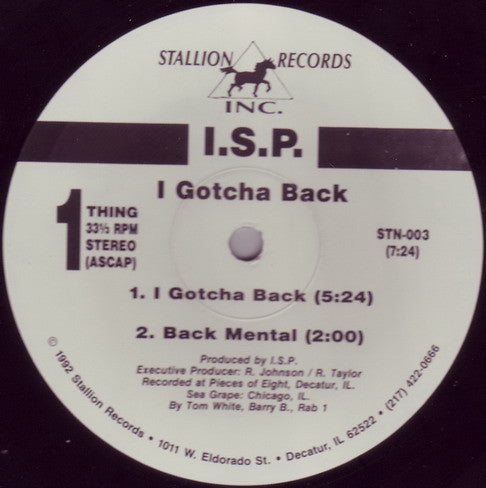 STALLION RECORDS
INC.
I.S.P.
I Gotcha Back
1 THING
33⅓ RPM
STEREO
(ASCAP)
STN-003
(7:24)
1. I Gotcha Back (5:24)
2. Back Mental (2:00)
Produced by I.S.P.
Executive Producer: R. Johnson / R. Taylor
Recorded at Pieces of Eight, Decatur, IL.
Sea Grape: Chicago, IL.
By Tom White, Barry B., Rab 1
© 1992 Stallion Records • 1011 W. Eldorado St. • Decatur, IL 62522 • (217) 422-0666